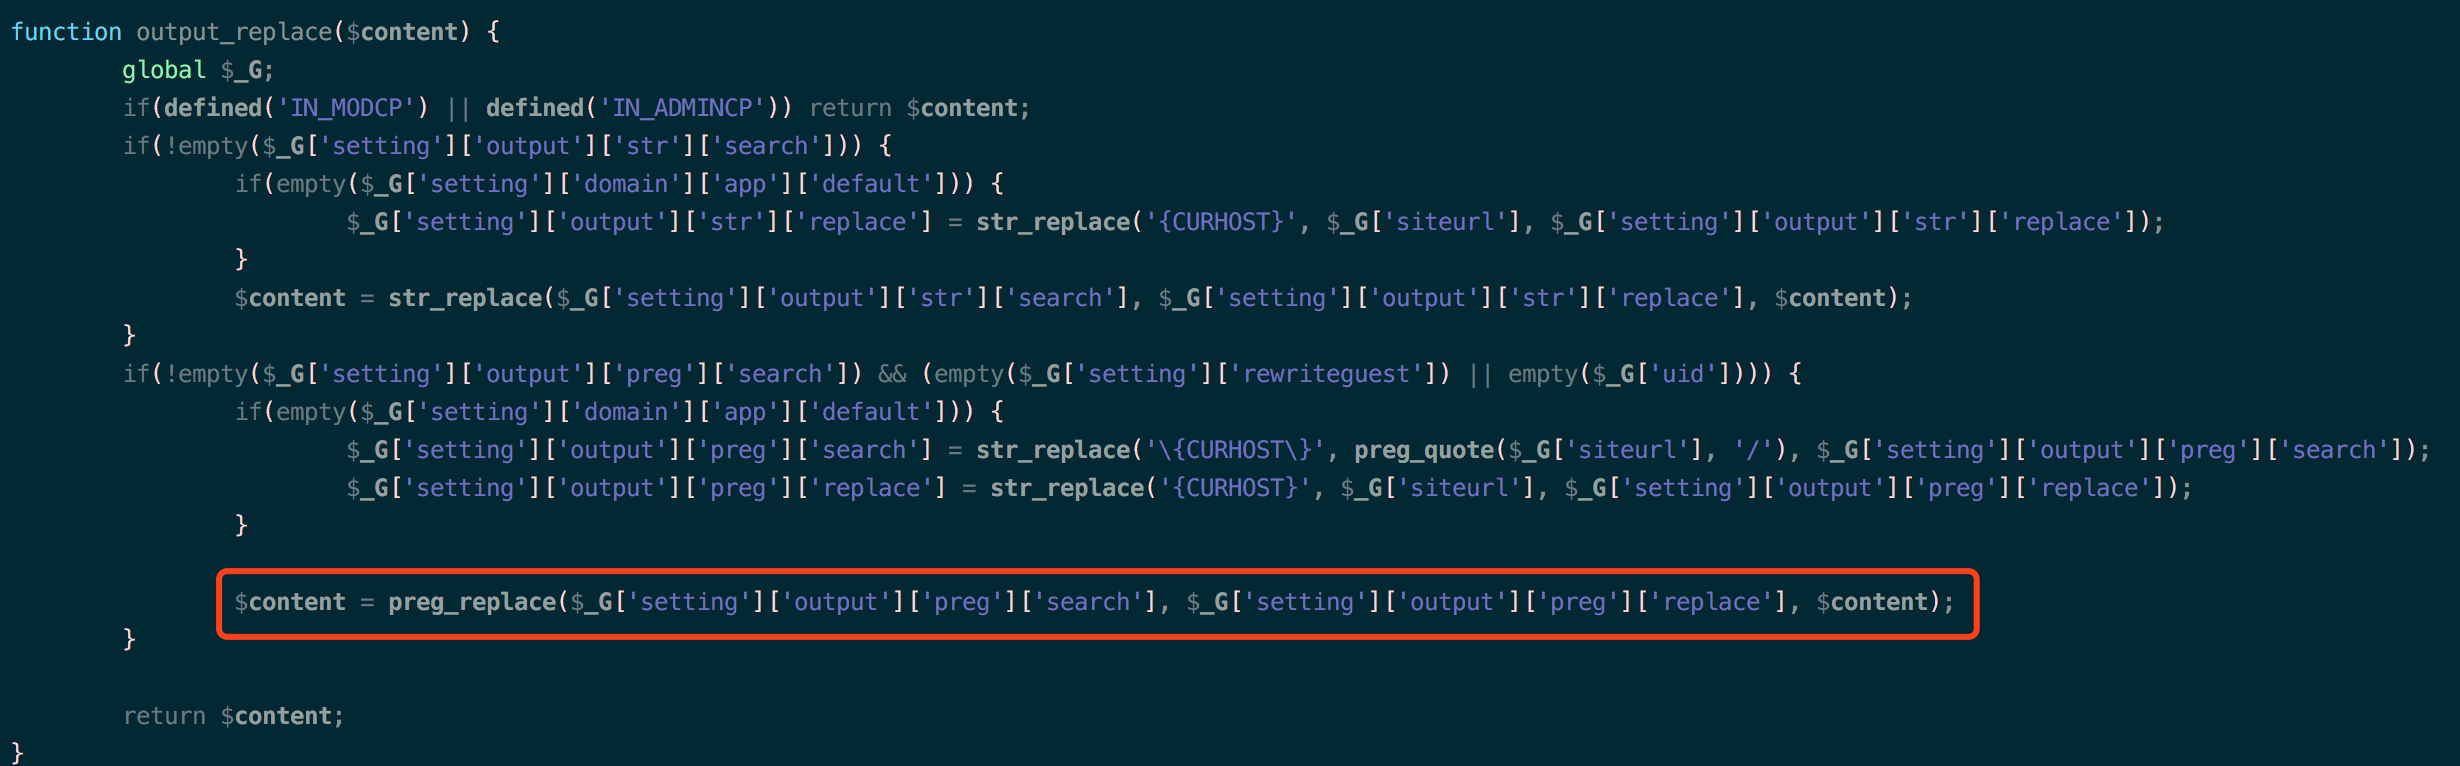 function output_replace($content) {
        global $_G;
        if(defined('IN_MODCP') || defined('IN_ADMINCP')) return $content;
        if(!empty($_G['setting']['output']['str']['search'])) {
                if(empty($_G['setting']['domain']['app']['default'])) {
                        $_G['setting']['output']['str']['replace'] = str_replace('{CURHOST}', $_G['siteurl'], $_G['setting']['output']['str']['replace']);
                }
                $content = str_replace($_G['setting']['output']['str']['search'], $_G['setting']['output']['str']['replace'], $content);
        }
        if(!empty($_G['setting']['output']['preg']['search']) && (empty($_G['setting']['rewriteguest']) || empty($_G['uid']))) {
                if(empty($_G['setting']['domain']['app']['default'])) {
                        $_G['setting']['output']['preg']['search'] = str_replace('\{CURHOST\}', preg_quote($_G['siteurl'], '/'), $_G['setting']['output']['preg']['search']);
                        $_G['setting']['output']['preg']['replace'] = str_replace('{CURHOST}', $_G['siteurl'], $_G['setting']['output']['preg']['replace']);
                }

                $content = preg_replace($_G['setting']['output']['preg']['search'], $_G['setting']['output']['preg']['replace'], $content);
        }

        return $content;
}